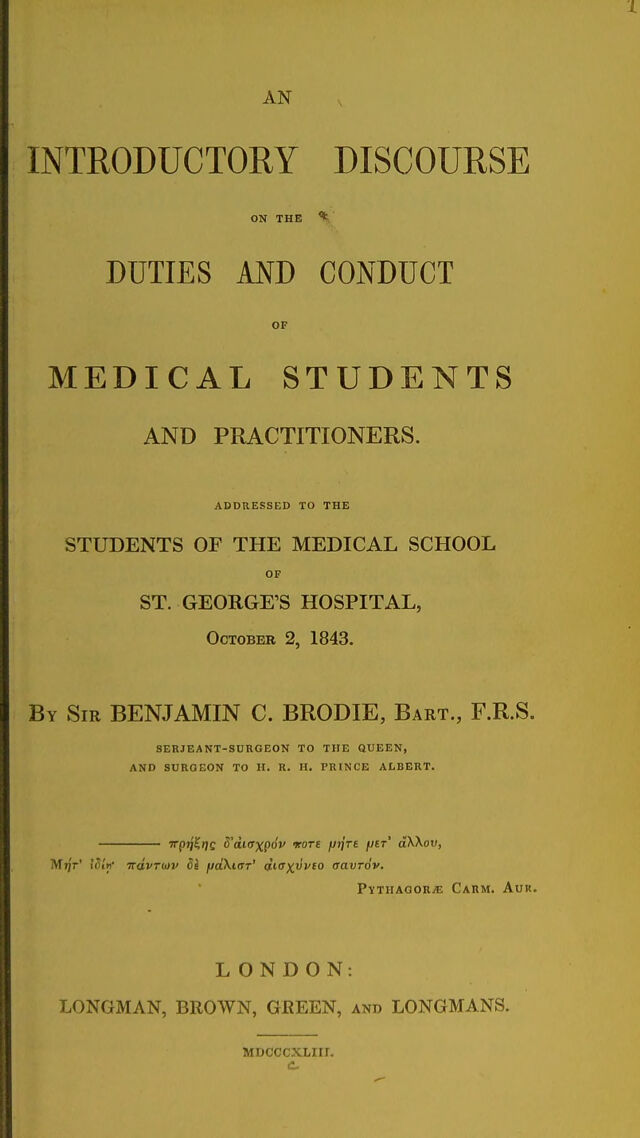 1
AN
INTRODUCTORY DISCOURSE
ON THE
DUTIES AND CONDUCT
OF
MEDICAL STUDENTS
AND PRACTITIONERS.
ADDRESSED TO THE
STUDENTS OF THE MEDICAL SCHOOL
OF
ST. GEORGE'S HOSPITAL,
OCTOBER 2, 1843.
BY SIR BENJAMIN C. BRODIE, BART., F.R.S.
SERJEANT-SURGEON TO THE QUEEN,
AND SURGEON TO H. R. H. PRINCE ALBERT.
——— πρήξῃς δ'ἀισχρόν ποτε μήτε μετ' ἄλλου,
Μήτ' ἰδίῃ· πάντων δὲ μάλιστ' ἀισχύνεο σαυτόν.
PYTHAGORÆ CARM. AUR.
LONDON:
LONGMAN, BROWN, GREEN, AND LONGMANS.
MDCCCXLIII.